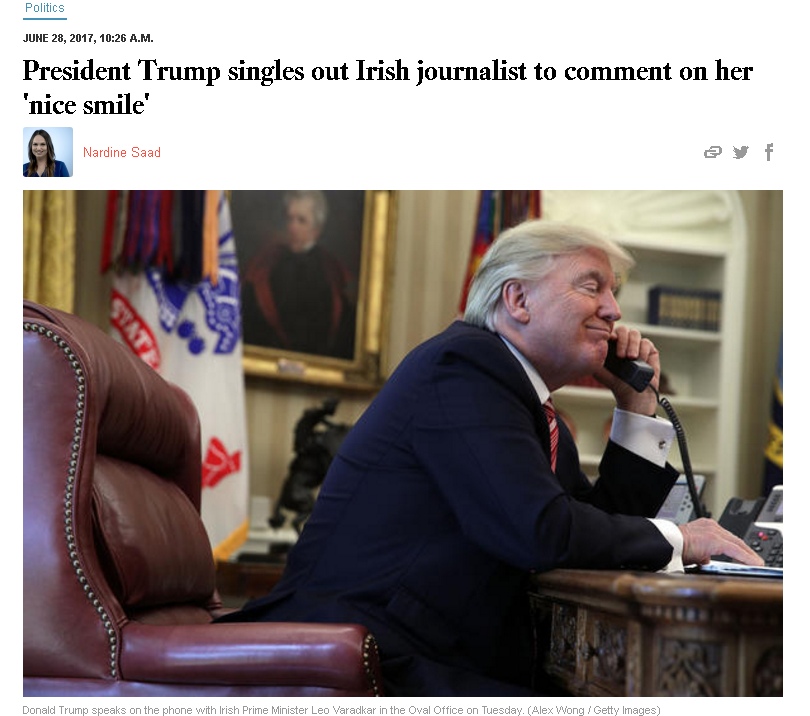 Politics
JUNE 28, 2017, 10:26 A.M.
President Trump singles out Irish journalist to comment on her
'nice smile'
Nardine Saad
STAT
Donald Trump speaks on the phone with Irish Prime Minister Leo Varadkar in the Oval Office on Tuesday. (Alex Wong / Getty Images)